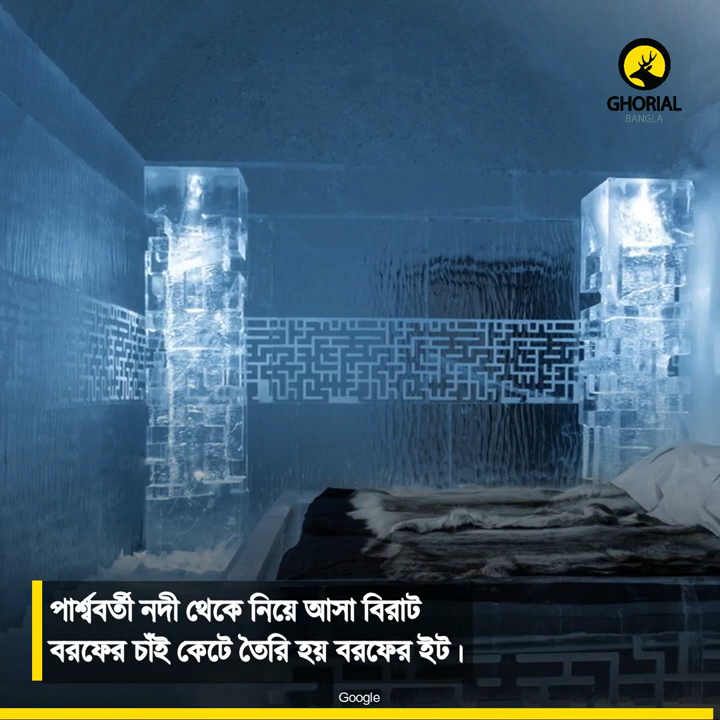 GHORIAL
BANGLA
পার্শ্ববর্তী নদী থেকে নিয়ে আসা বিরাট
বরফের চাঁই কেটে তৈরি হয় বরফের ইট।
Google